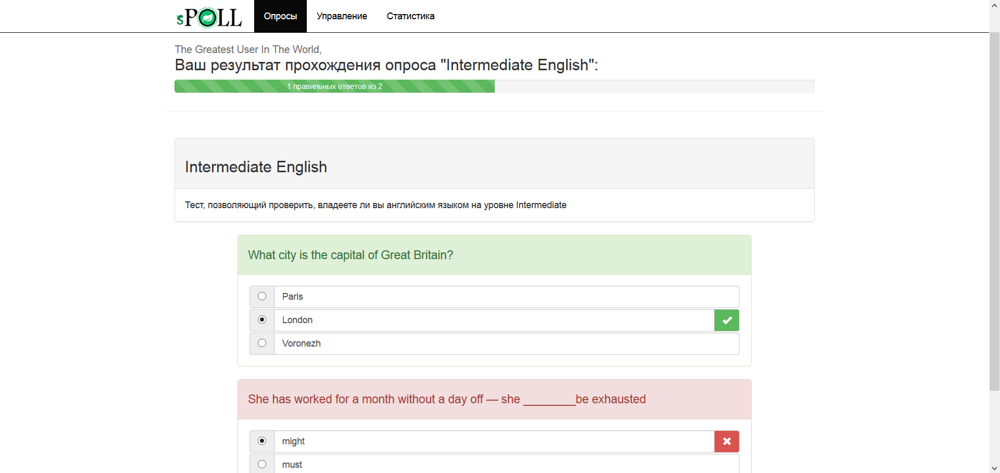 sPOLL
Опросы Управление Статистика
The Greatest User In The World,
Ваш результат прохождения опроса "Intermediate English":
1 правильных ответов из 2
Intermediate English
Тест, позволяющий проверить, владеете ли вы английским языком на уровне Intermediate
What city is the capital of Great Britain?
Paris
London
Voronezh
She has worked for a month without a day off — she ________be exhausted
might
must